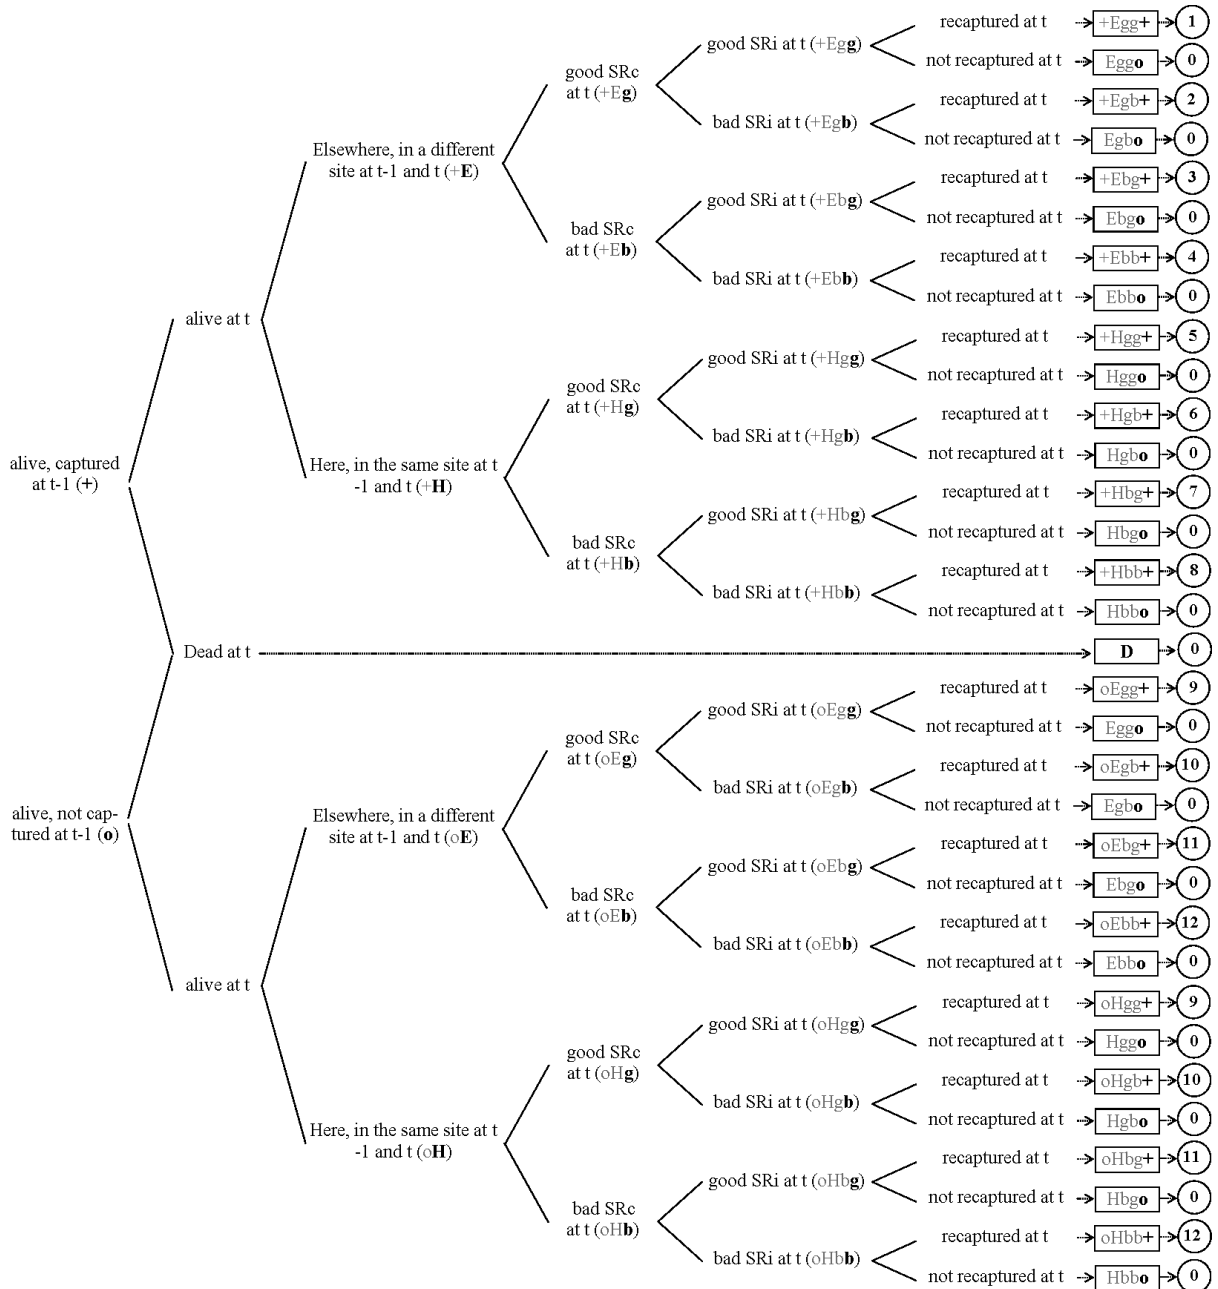 recaptured at t
+Egg+
1
good SRi at t (+Egg)
not recaptured at t
Eggo
0
good SRc
at t (+Eg)
recaptured at t
+Egb+
2
bad SRi at t (+Egb)
not recaptured at t
Egbo
0
Elsewhere, in a different
site at t-1 and t (+E)
recaptured at t
+Ebg+
3
good SRi at t (+Ebg)
not recaptured at t
Ebgo
0
bad SRc
at t (+Eb)
recaptured at t
+Ebb+
4
bad SRi at t (+Ebb)
not recaptured at t
Ebbo
0
alive at t
recaptured at t
+Hgg+
5
good SRi at t (+Hgg)
not recaptured at t
Hggo
0
good SRc
at t (+Hg)
recaptured at t
+Hgb+
6
bad SRi at t (+Hgb)
not recaptured at t
Hgbo
0
alive, captured
at t-1 (+)
Here, in the same site at t
-1 and t (+H)
recaptured at t
+Hbg+
7
good SRi at t (+Hbg)
not recaptured at t
Hbgo
0
bad SRc
at t (+Hb)
recaptured at t
+Hbb+
8
bad SRi at t (+Hbb)
not recaptured at t
Hbbo
0
Dead at t
D
0
recaptured at t
oEgg+
9
good SRi at t (oEgg)
not recaptured at t
Eggo
0
good SRc
at t (oEg)
recaptured at t
oEgb+
10
bad SRi at t (oEgb)
not recaptured at t
Egbo
0
alive, not cap-
tured at t-1 (o)
Elsewhere, in a different
site at t-1 and t (oE)
recaptured at t
oEbg+
11
good SRi at t (oEbg)
not recaptured at t
Ebgo
0
bad SRc
at t (oEb)
recaptured at t
oEbb+
12
bad SRi at t (oEbb)
not recaptured at t
Ebbo
0
alive at t
recaptured at t
oHgg+
9
good SRi at t (oHgg)
not recaptured at t
Hggo
0
good SRc
at t (oHg)
recaptured at t
oHgb+
10
bad SRi at t (oHgb)
not recaptured at t
Hgbo
0
Here, in the same site at t
-1 and t (oH)
recaptured at t
oHbg+
11
good SRi at t (oHbg)
not recaptured at t
Hbgo
0
bad SRc
at t (oHb)
recaptured at t
oHbb+
12
bad SRi at t (oHbb)
not recaptured at t
Hbbo
0